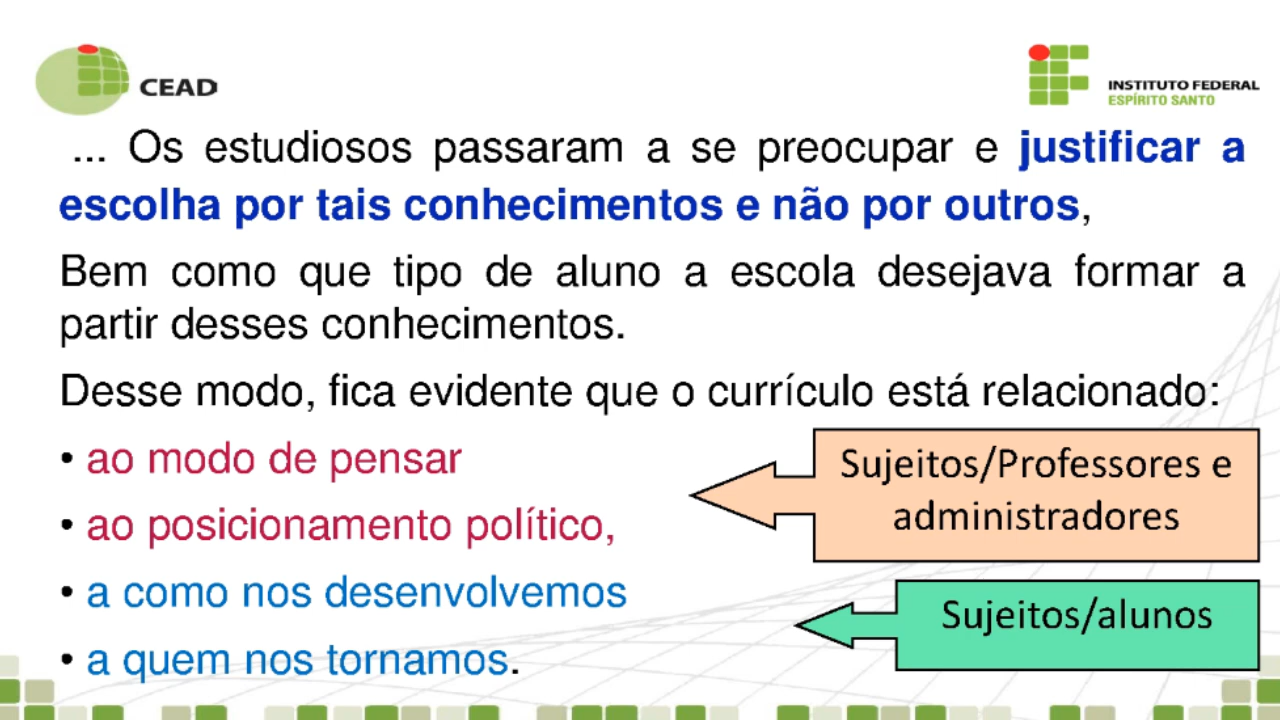 CEAD
INSTITUTO FEDERAL
ESPÍRITO SANTO
... Os estudiosos passaram a se preocupar e justificar a
escolha por tais conhecimentos e não por outros,
Bem como que tipo de aluno a escola desejava formar a
partir desses conhecimentos.
Desse modo, fica evidente que o currículo está relacionado:
• ao modo de pensar
• ao posicionamento político,
Sujeitos/Professores e
administradores
• a como nos desenvolvemos
• a quem nos tornamos.
Sujeitos/alunos